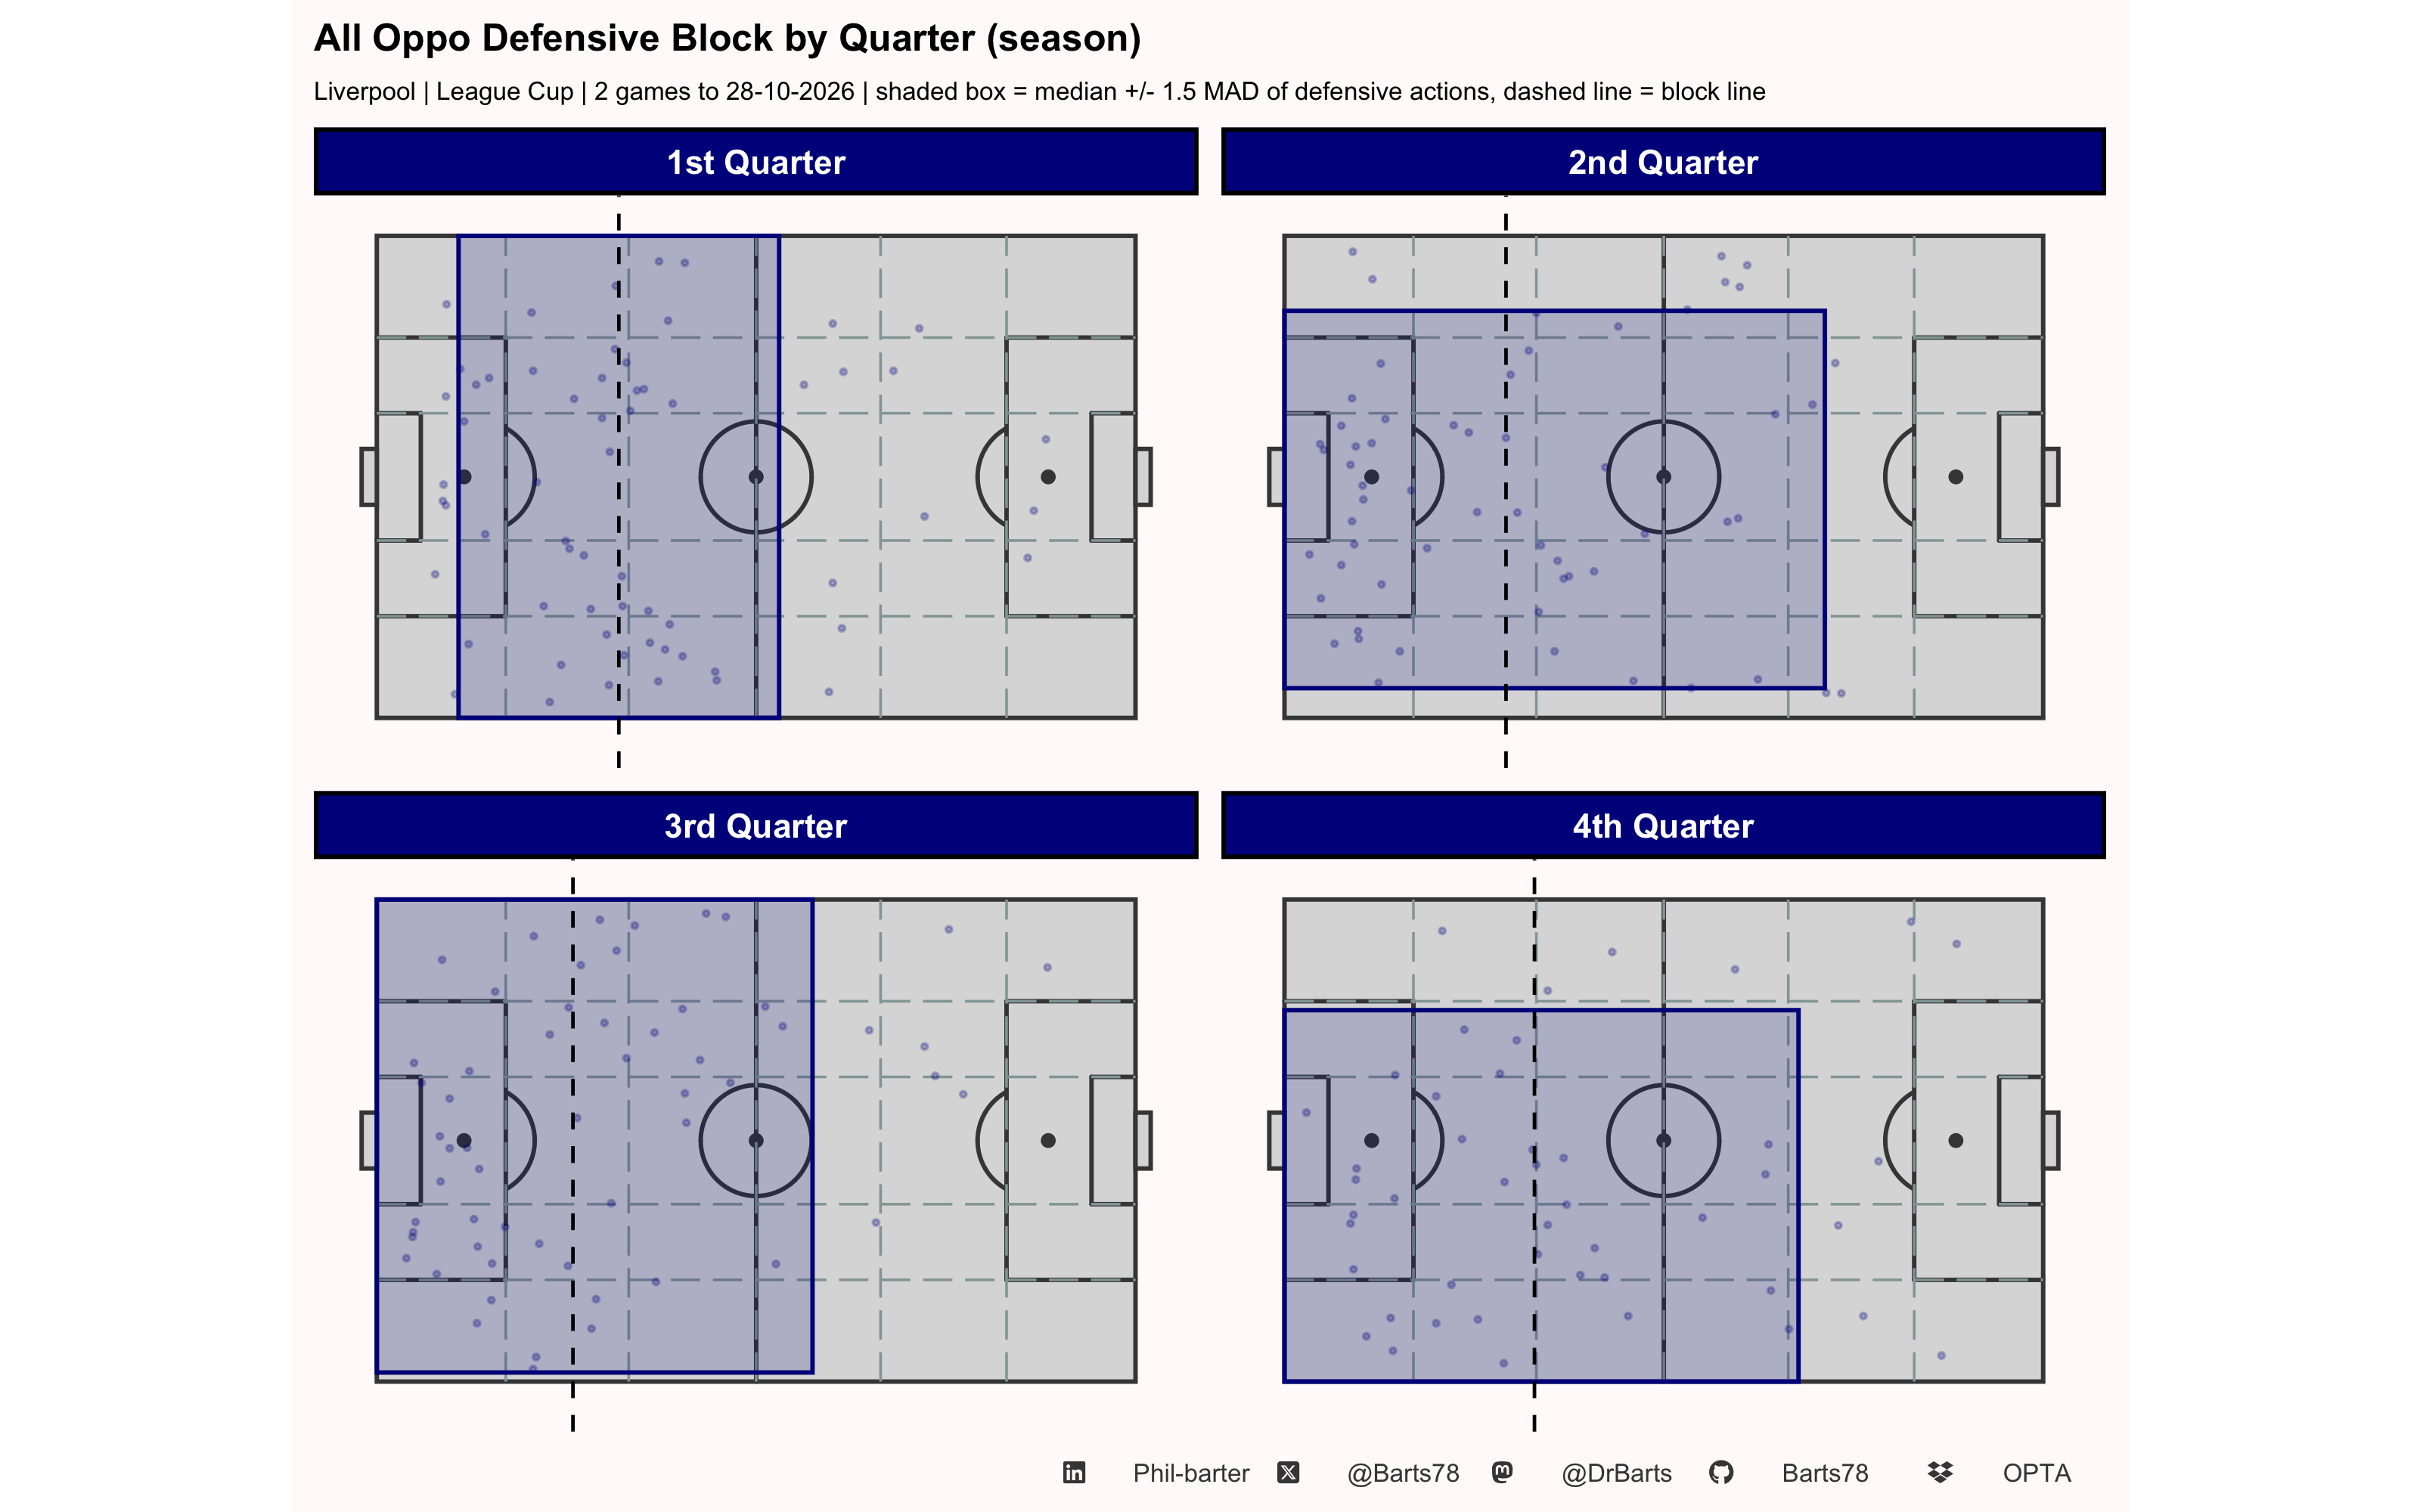 All Oppo Defensive Block by Quarter (season)
Liverpool | League Cup | 2 games to 28-10-2026 | shaded box = median +/- 1.5 MAD of defensive actions, dashed line = block line
1st Quarter
2nd Quarter
3rd Quarter
4th Quarter
Phil-barter @Barts78 @DrBarts Barts78 OPTA